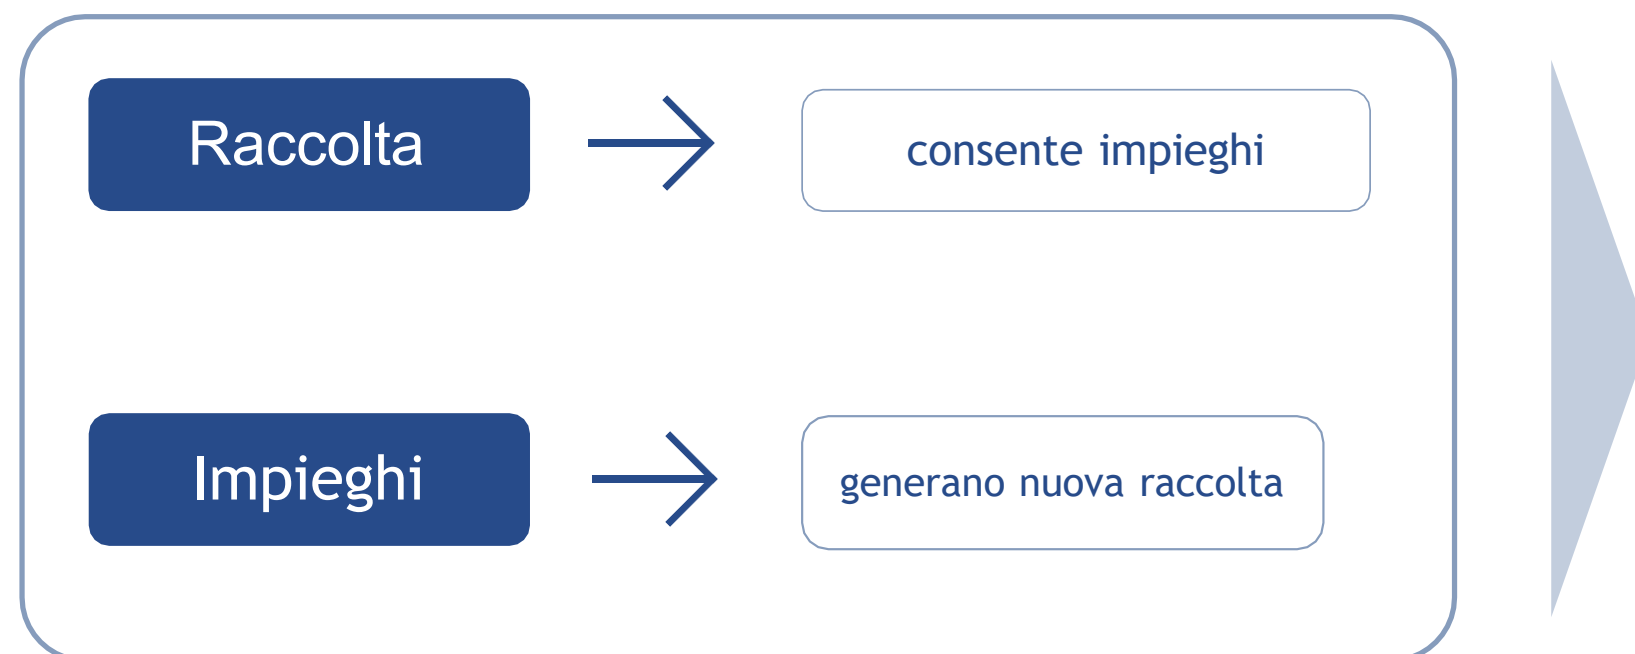 Raccolta
consente impieghi
Impieghi
generano nuova raccolta